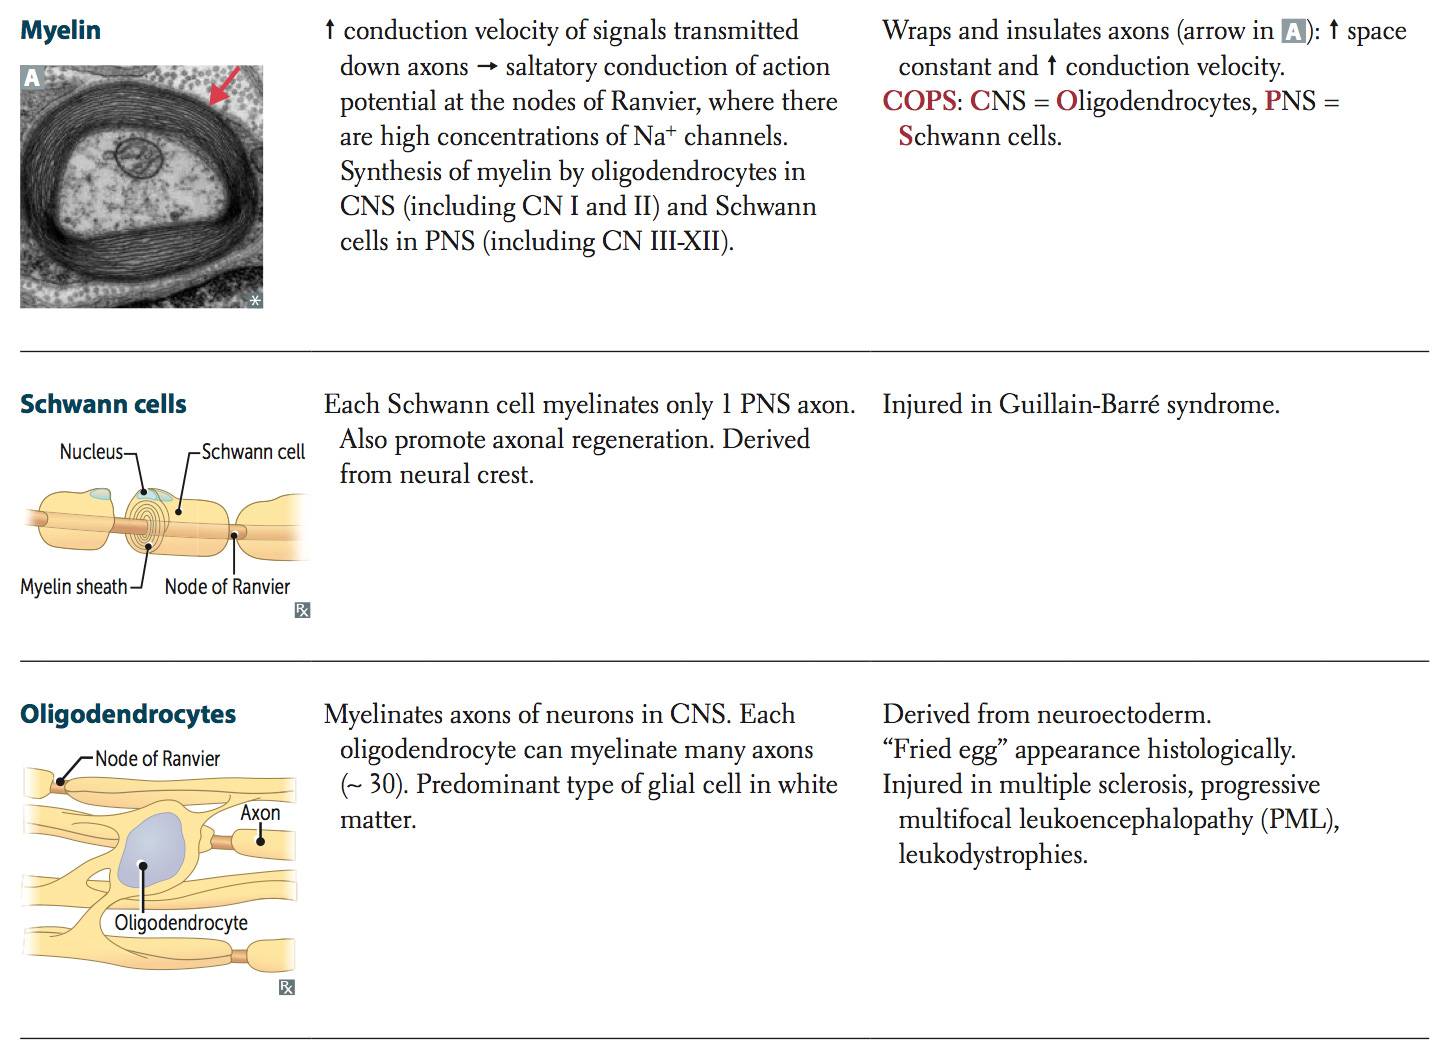 Myelin
A
*
↑ conduction velocity of signals transmitted
down axons → saltatory conduction of action
potential at the nodes of Ranvier, where there
are high concentrations of Na⁺ channels.
Synthesis of myelin by oligodendrocytes in
CNS (including CN I and II) and Schwann
cells in PNS (including CN III-XII).
Wraps and insulates axons (arrow in A): ↑ space
constant and ↑ conduction velocity.
COPS: CNS = Oligodendrocytes, PNS =
Schwann cells.
Schwann cells
Nucleus
Schwann cell
Myelin sheath
Node of Ranvier
Rx
Each Schwann cell myelinates only 1 PNS axon.
Also promote axonal regeneration. Derived
from neural crest.
Injured in Guillain-Barré syndrome.
Oligodendrocytes
Node of Ranvier
Axon
Oligodendrocyte
Rx
Myelinates axons of neurons in CNS. Each
oligodendrocyte can myelinate many axons
(~ 30). Predominant type of glial cell in white
matter.
Derived from neuroectoderm.
“Fried egg” appearance histologically.
Injured in multiple sclerosis, progressive
multifocal leukoencephalopathy (PML),
leukodystrophies.